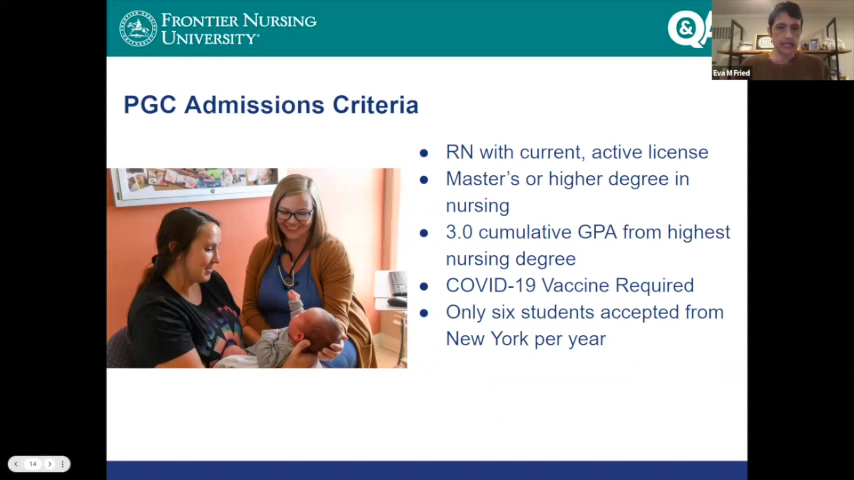 FRONTIER NURSING
UNIVERSITY
Q&A
Eva M Fried
PGC Admissions Criteria
● RN with current, active license
● Master's or higher degree in
nursing
● 3.0 cumulative GPA from highest
nursing degree
● COVID-19 Vaccine Required
● Only six students accepted from
New York per year
14